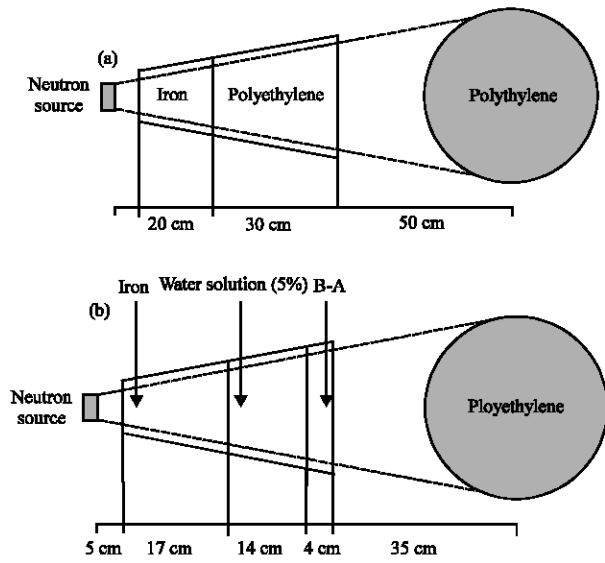 (a)
Neutron
source
Iron
Polyethylene
Polythylene
20 cm
30 cm
50 cm
Iron
Water solution (5%)
B-A
(b)
Neutron
source
Ployethylene
5 cm
17 cm
14 cm
4 cm
35 cm